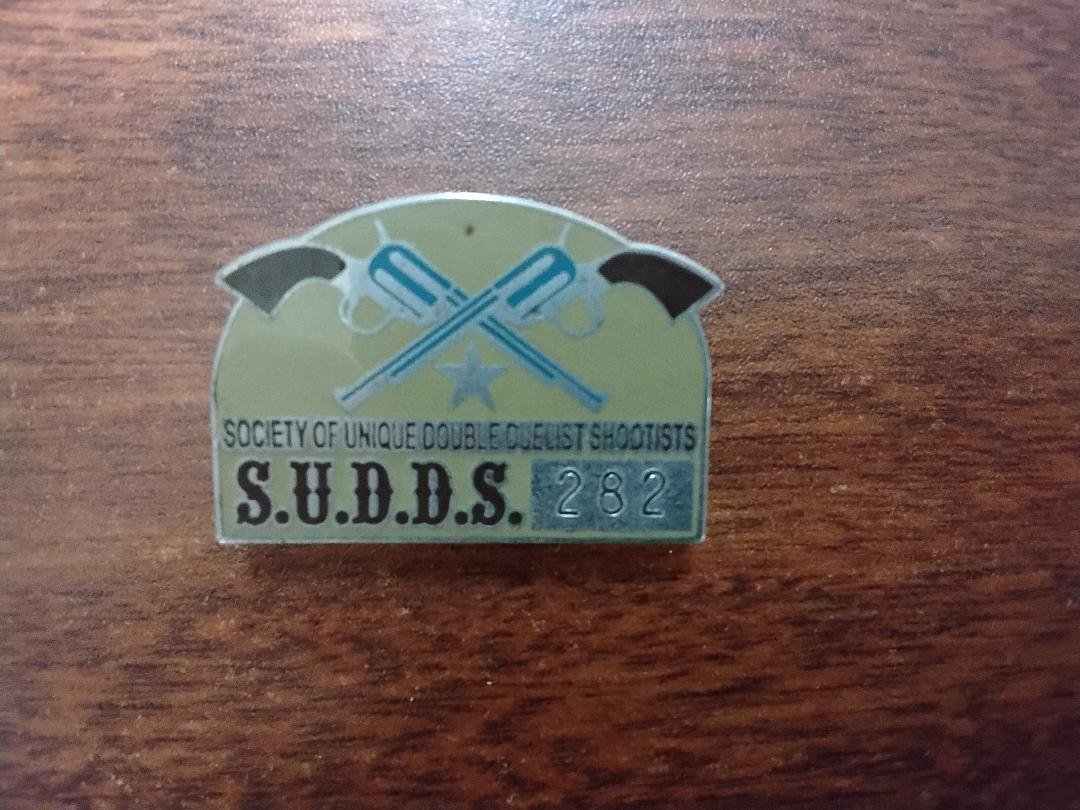 SOCIETY OF UNIQUE DOUBLE DUELIST SHOOTISTS
S.U.D.D.S. 282